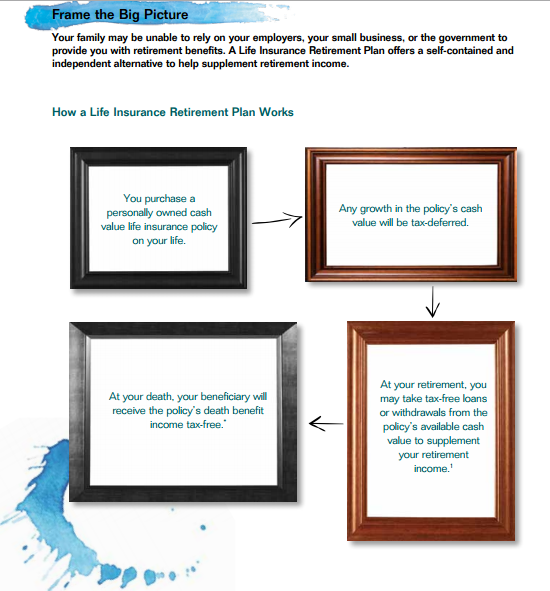 Frame the Big Picture
Your family may be unable to rely on your employers, your small business, or the government to
provide you with retirement benefits. A Life Insurance Retirement Plan offers a self-contained and
independent alternative to help supplement retirement income.
How a Life Insurance Retirement Plan Works
You purchase a
personally owned cash
value life insurance policy
on your life.
Any growth in the policy's cash
value will be tax-deferred.
At your retirement, you
may take tax-free loans
or withdrawals from the
policy's available cash
value to supplement
your retirement
income.¹
At your death, your beneficiary will
receive the policy's death benefit
income tax-free.*